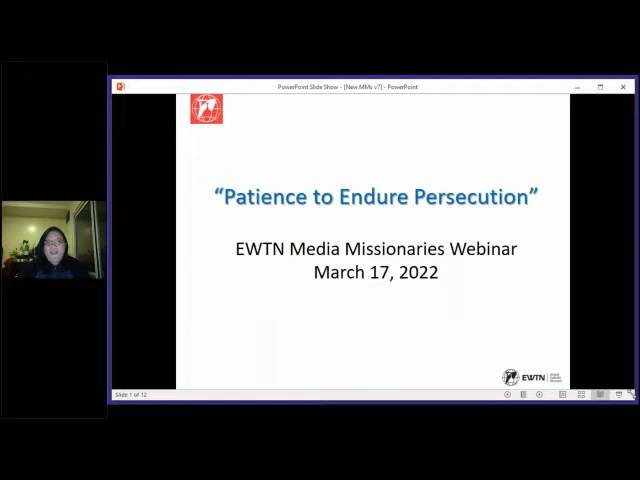 PowerPoint Slide Show - [New MMs v7] - PowerPoint
“Patience to Endure Persecution”
EWTN Media Missionaries Webinar
March 17, 2022
EWTN
Slide 1 of 12